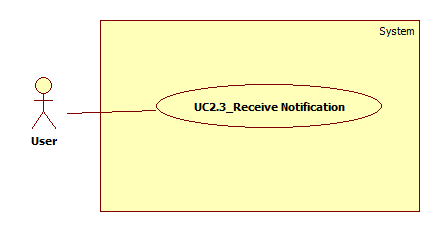 System
UC2.3_Receive Notification
User